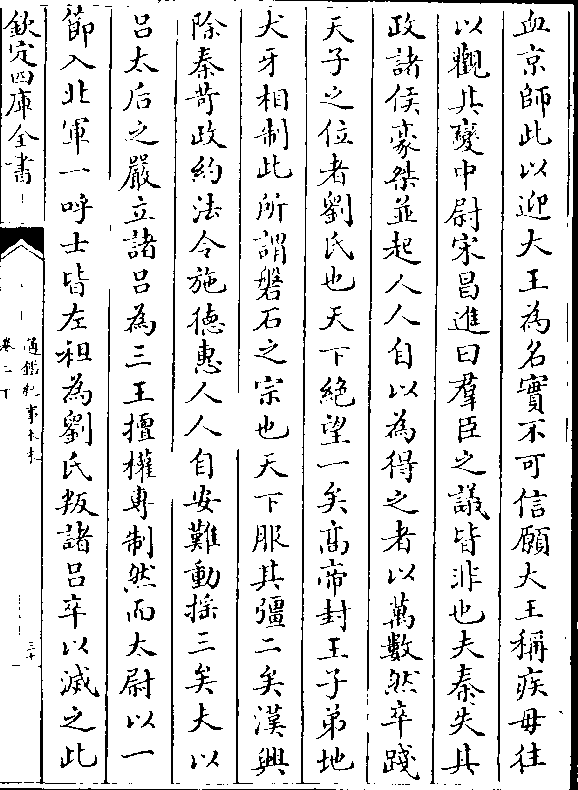 血京師此以迎大王為名實不可信願大王稱疾毋往
以觀其變中尉宋昌進曰羣臣之議皆非也夫秦失其
政諸侯豪桀並起人人自以為得之者以萬數然卒踐
天子之位者劉氏也天下絶望一矣高帝封王子弟地
犬牙相制此所謂磐石之宗也天下服其彊二矣漢興
除秦苛政約法令施德惠人人自安難動揺三矣夫以
吕太后之嚴立諸吕為三王擅權專制然而太尉以一
節入北軍一呼士皆左袒為劉氏叛諸吕卒以滅之此
欽定四庫全書
通鑑紀事本末
卷二下
三十